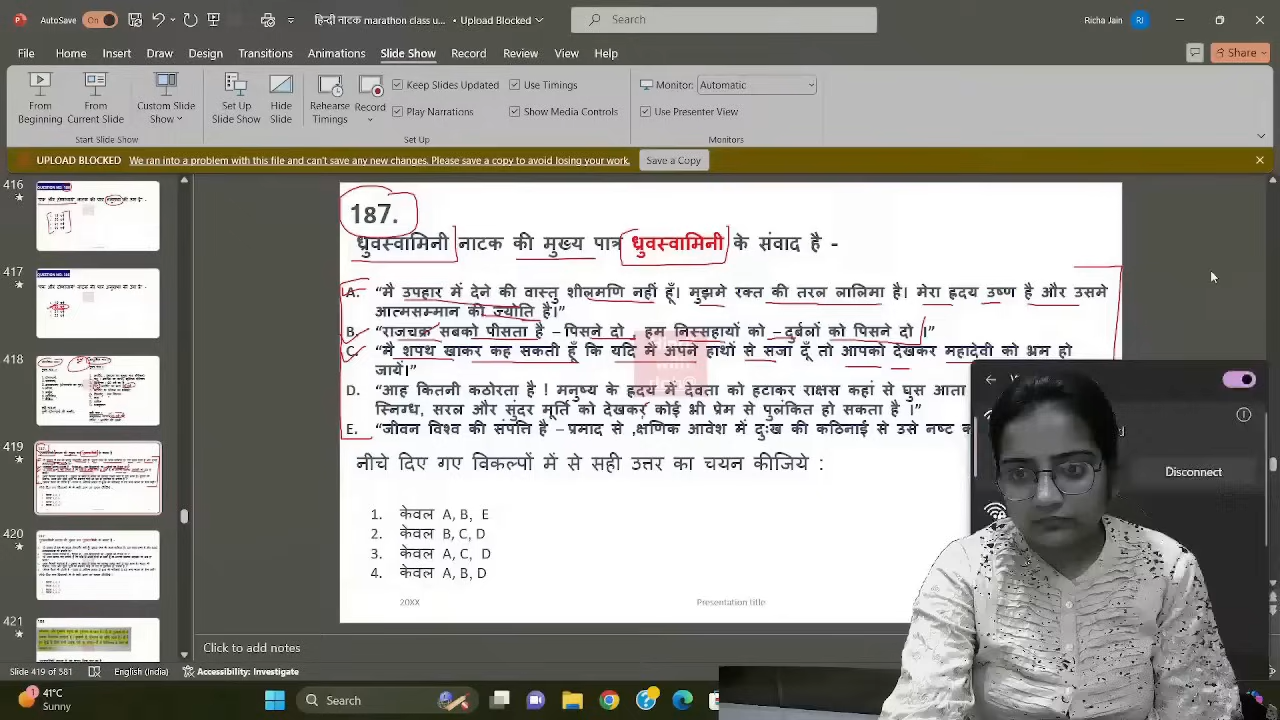 Autosave On हिन्दी नाटक marathon class u... • Upload Blocked Search Richa Jain RJ
File Home Insert Draw Design Transitions Animations Slide Show Record Review View Help Share
From Beginning From Current Slide Custom Slide Show Set Up Slide Show Hide Slide Rehearse Timings Record Keep Slides Updated Use Timings Monitor: Automatic
Play Narrations Show Media Controls Use Presenter View
Start Slide Show Set Up Monitors
UPLOAD BLOCKED We ran into a problem with this file and can't save any new changes. Please save a copy to avoid losing your work. Save a Copy
416
417
418
419
420
421
187.
ध्रुवस्वामिनी नाटक की मुख्य पात्र ध्रुवस्वामिनी के संवाद है -
A. "मै उपहार में देने की वास्तु शीलमणि नहीं हूँ। मुझमे रक्त की तरल लालिमा है। मेरा ह्रदय उष्ण है और उसमे
आत्मसम्मान की ज्योति है।"
B. "राजचक्र सबको पीसता है – पिसने दो , हम निस्सहायों को – दुर्बलों को पिसने दो ।"
C. "मै शपथ खाकर कह सकती हूँ कि यदि मै अपने हाथों से सजा दूँ तो आपको देखकर महादेवी को भ्रम हो
जायें।"
D. "आह कितनी कठोरता है ! मनुष्य के ह्रदय में देवता को हटाकर राक्षस कहां से घुस आता
स्निग्ध, सरल और सुंदर मूर्ति को देखकर कोई भी प्रेम से पुलकित हो सकता है ।"
E. "जीवन विश्व की संपत्ति है – प्रमाद से ,क्षणिक आवेश में दुःख की कठिनाई से उसे नष्ट
नीचे दिए गए विकल्पों में से सही उत्तर का चयन कीजिये :
1. केवल A, B, E
2. केवल B, C, D
3. केवल A, C, D
4. केवल A, B, D
20XX Presentation title
Disconnect
Click to add notes
Slide 419 of 581 English (India) Accessibility: Investigate
41°C
Sunny
Search